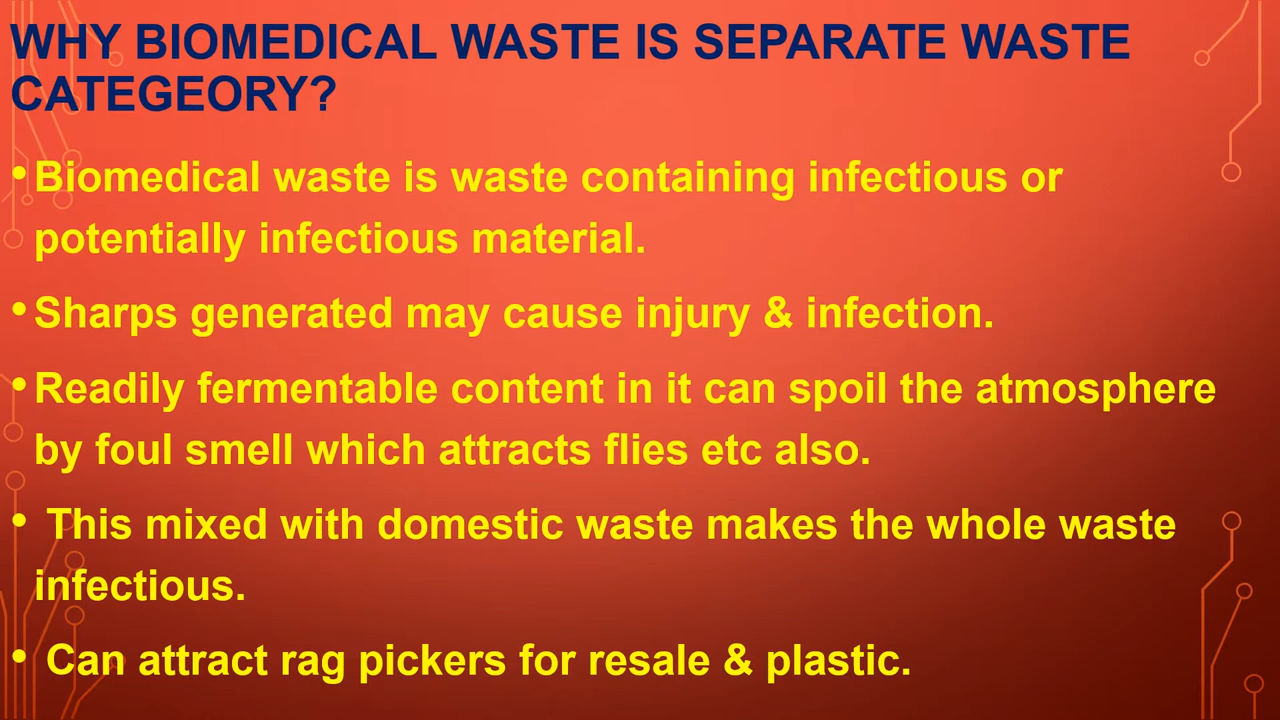 WHY BIOMEDICAL WASTE IS SEPARATE WASTE
CATEGEORY?
• Biomedical waste is waste containing infectious or
potentially infectious material.
• Sharps generated may cause injury & infection.
• Readily fermentable content in it can spoil the atmosphere
by foul smell which attracts flies etc also.
• This mixed with domestic waste makes the whole waste
infectious.
• Can attract rag pickers for resale & plastic.